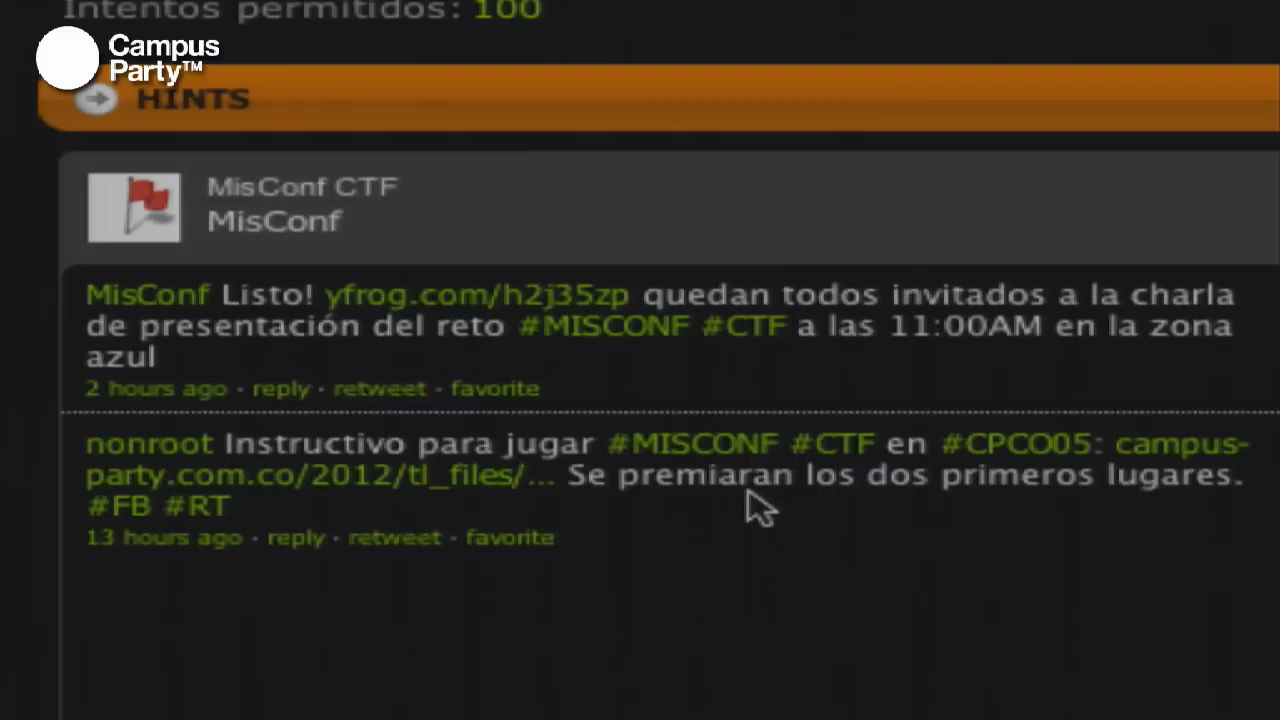 Intentos permitidos: 100
Campus
Party™
HINTS
MisConf CTF
MisConf
MisConf Listo! yfrog.com/h2j35zp quedan todos invitados a la charla
de presentación del reto #MISCONF #CTF a las 11:00AM en la zona
azul
2 hours ago · reply · retweet · favorite
nonroot Instructivo para jugar #MISCONF #CTF en #CPCO05: campus-
party.com.co/2012/tl_files/... Se premiaran los dos primeros lugares.
#FB #RT
13 hours ago · reply · retweet · favorite